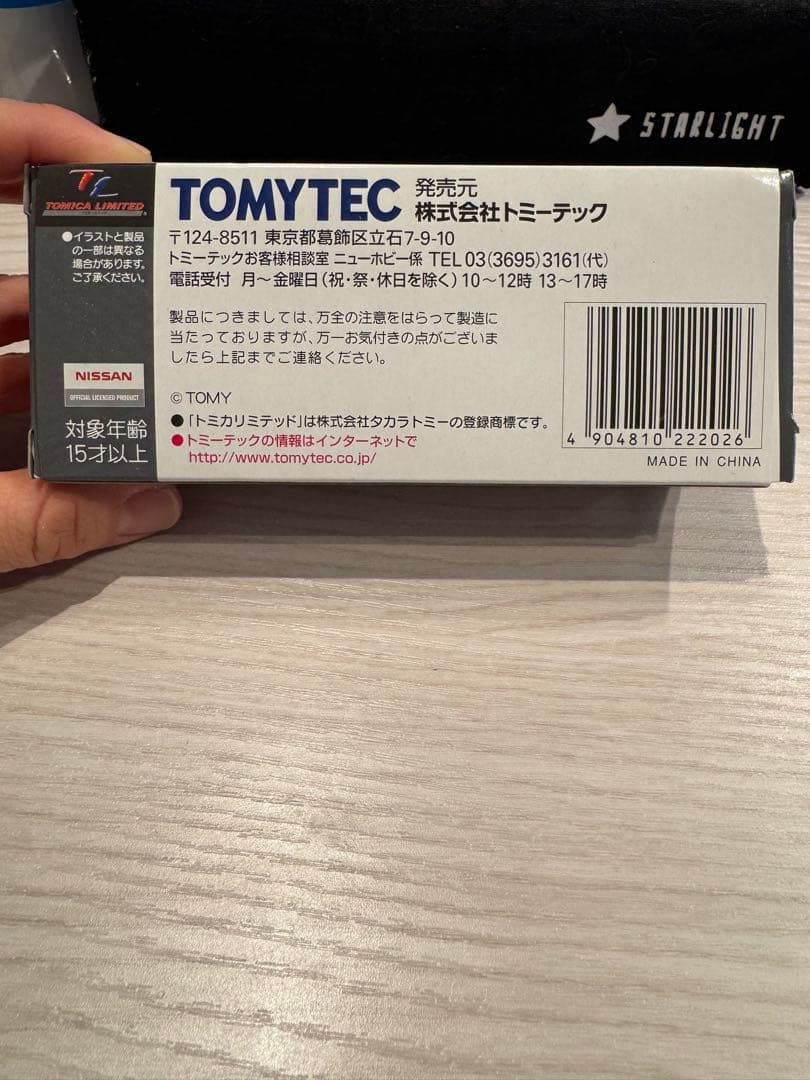 STARLIGHT
TL
TOMICA LIMITED
●イラストと製品
の一部は異なる
場合があります。
ご了承ください。
NISSAN
OFFICIAL LICENSED PRODUCT
対象年齢
15才以上
TOMYTEC 発売元
株式会社トミーテック
〒124-8511 東京都葛飾区立石7-9-10
トミーテックお客様相談室 ニューホビー係 TEL 03(3695)3161(代)
電話受付 月～金曜日(祝・祭・休日を除く)10～12時 13～17時
製品につきましては、万全の注意をはらって製造に
当たっておりますが、万一お気付きの点がございま
したら上記までご連絡ください。
© TOMY
●「トミカリミテッド」は株式会社タカラトミーの登録商標です。
●トミーテックの情報はインターネットで
http://www.tomytec.co.jp/
4 904810 222026
MADE IN CHINA